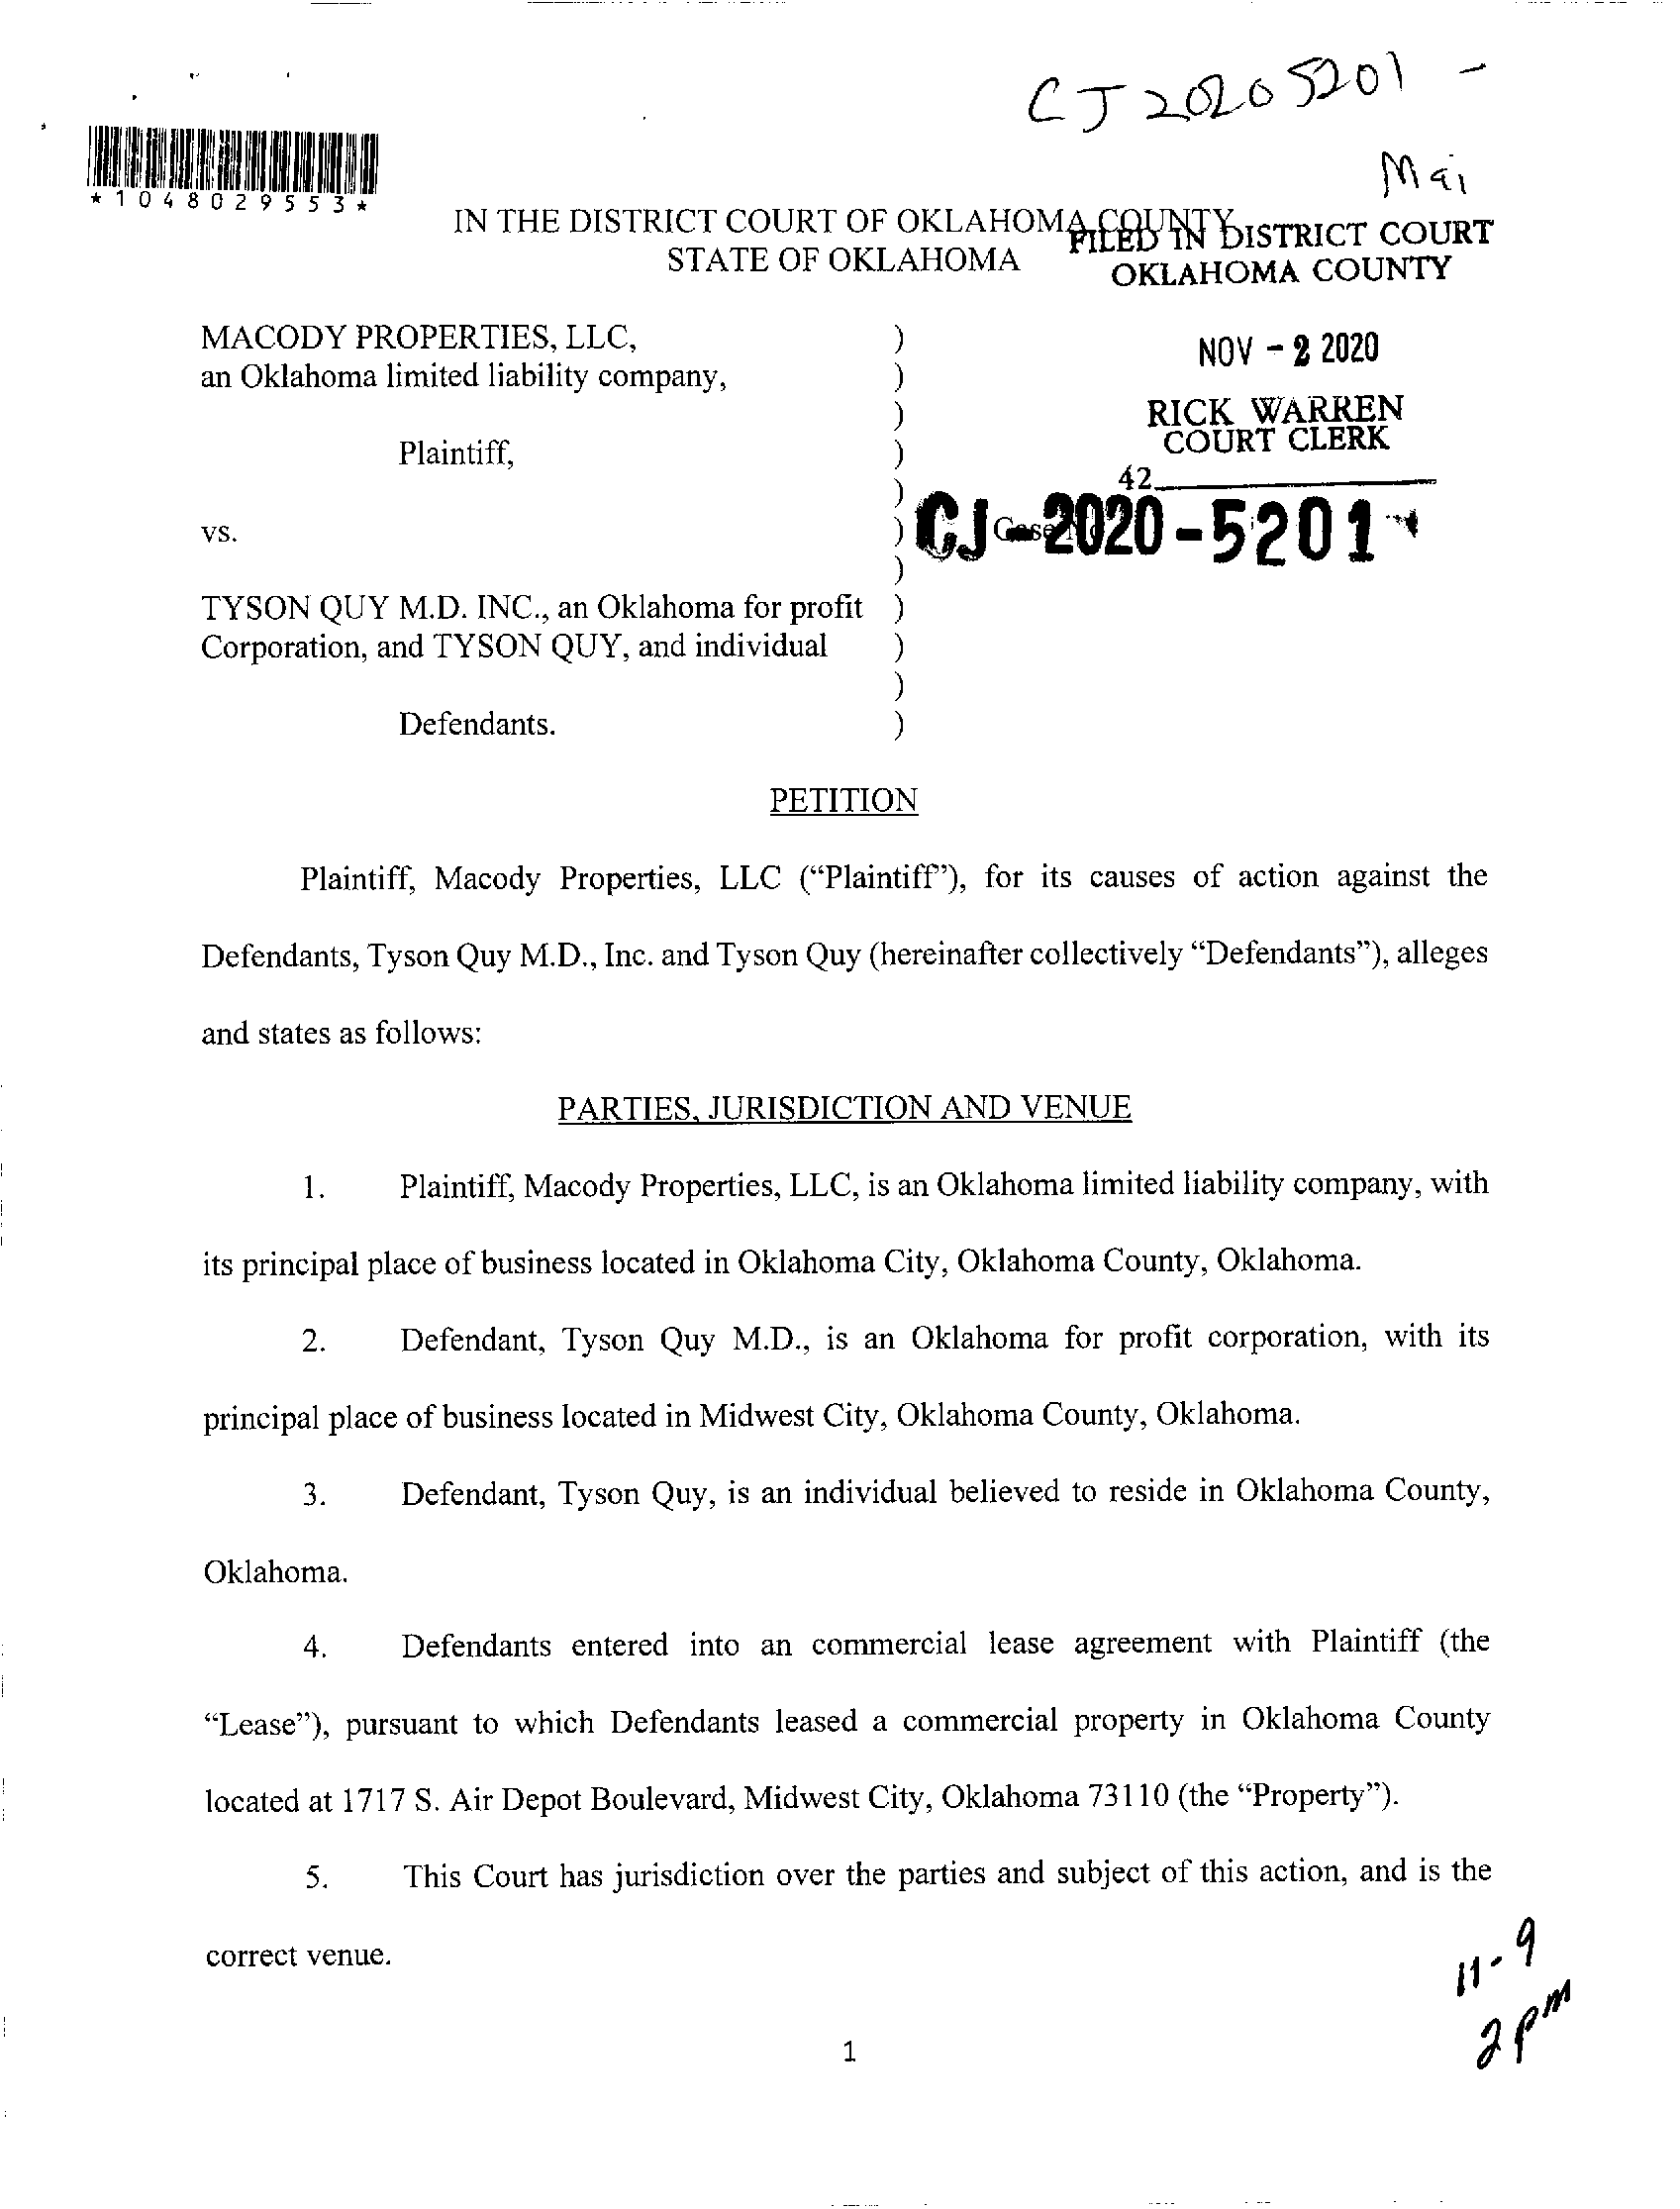 CJ 2020 5201 -
Mai
*1048029553*
IN THE DISTRICT COURT OF OKLAHOMA COUNTY
STATE OF OKLAHOMA
FILED IN DISTRICT COURT
OKLAHOMA COUNTY
NOV - 2 2020
RICK WARREN
COURT CLERK
42
CJ-2020-5201
MACODY PROPERTIES, LLC, )
an Oklahoma limited liability company, )
)
Plaintiff, )
)
vs. ) Case No
)
TYSON QUY M.D. INC., an Oklahoma for profit )
Corporation, and TYSON QUY, and individual )
)
Defendants. )
PETITION
Plaintiff, Macody Properties, LLC (“Plaintiff”), for its causes of action against the
Defendants, Tyson Quy M.D., Inc. and Tyson Quy (hereinafter collectively “Defendants”), alleges
and states as follows:
PARTIES, JURISDICTION AND VENUE
1. Plaintiff, Macody Properties, LLC, is an Oklahoma limited liability company, with
its principal place of business located in Oklahoma City, Oklahoma County, Oklahoma.
2. Defendant, Tyson Quy M.D., is an Oklahoma for profit corporation, with its
principal place of business located in Midwest City, Oklahoma County, Oklahoma.
3. Defendant, Tyson Quy, is an individual believed to reside in Oklahoma County,
Oklahoma.
4. Defendants entered into an commercial lease agreement with Plaintiff (the
“Lease”), pursuant to which Defendants leased a commercial property in Oklahoma County
located at 1717 S. Air Depot Boulevard, Midwest City, Oklahoma 73110 (the “Property”).
5. This Court has jurisdiction over the parties and subject of this action, and is the
correct venue.
11-9
2pm
1